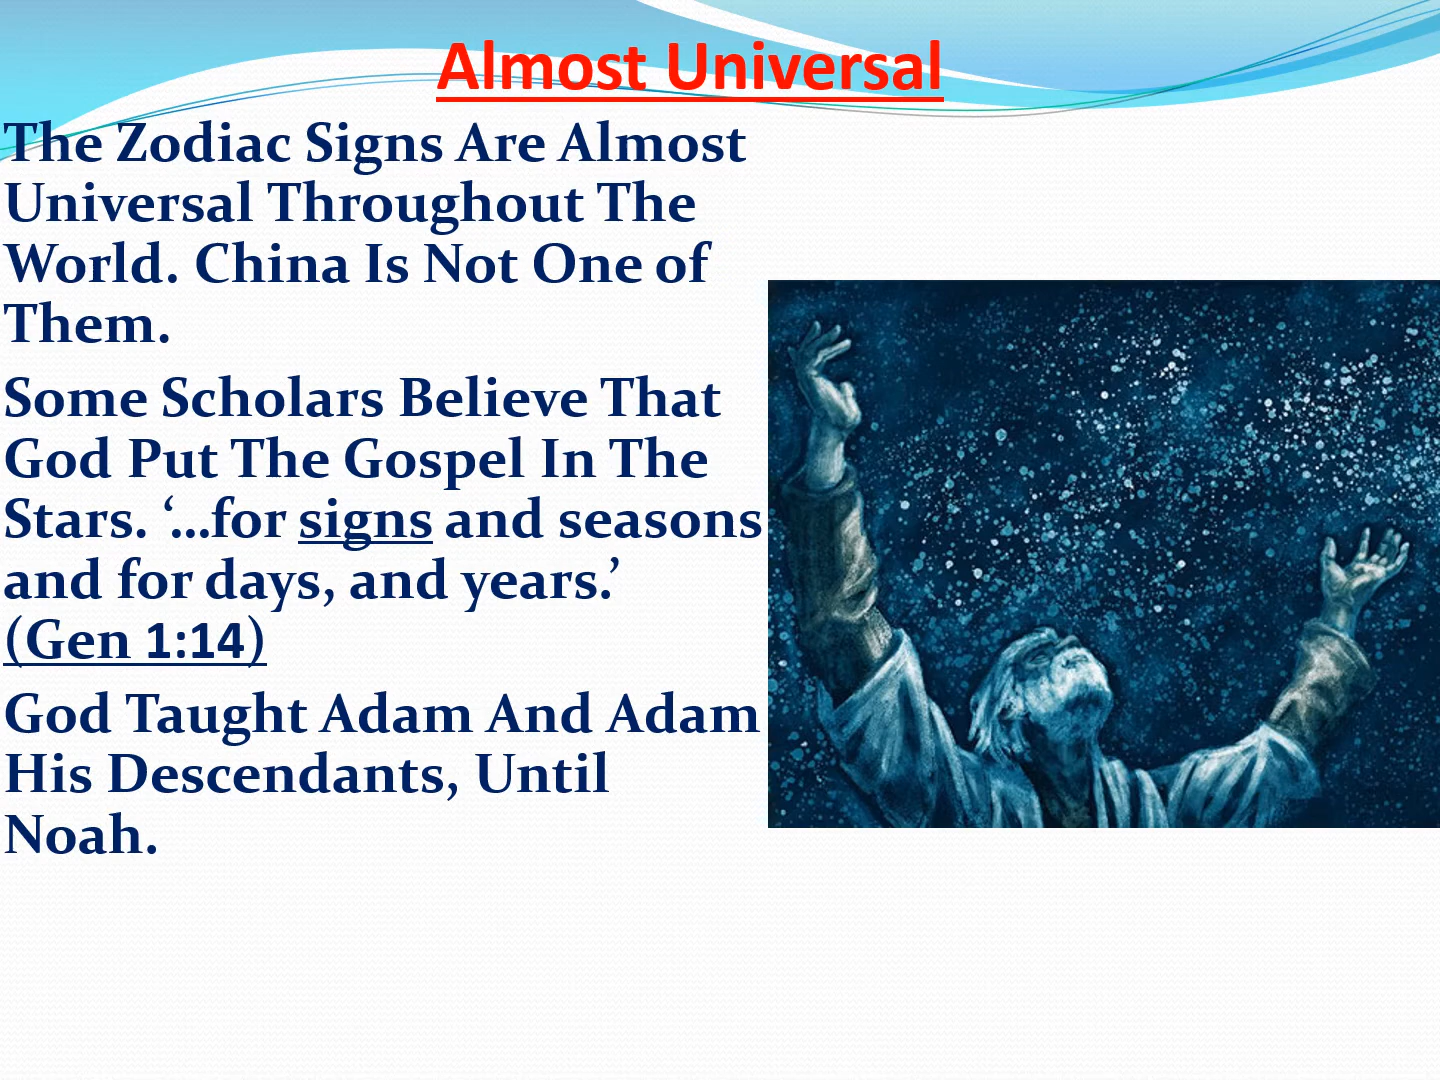 Almost Universal
The Zodiac Signs Are Almost
Universal Throughout The
World. China Is Not One of
Them.
Some Scholars Believe That
God Put The Gospel In The
Stars. ‘…for signs and seasons
and for days, and years.’
(Gen 1:14)
God Taught Adam And Adam
His Descendants, Until
Noah.